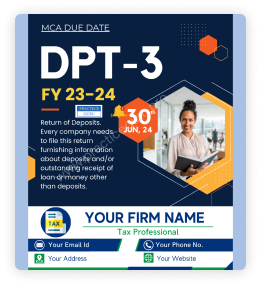 MCA DUE DATE
DPT-3
FY 23-24
30th
JUN, 24
Return of Deposits.
Every company needs
to file this return
furnishing information
about deposits and/or
outstanding receipt of
loan or money other
than deposits.
TAX
YOUR FIRM NAME
Tax Professional
Your Email Id
Your Phone No.
Your Address
Your Website